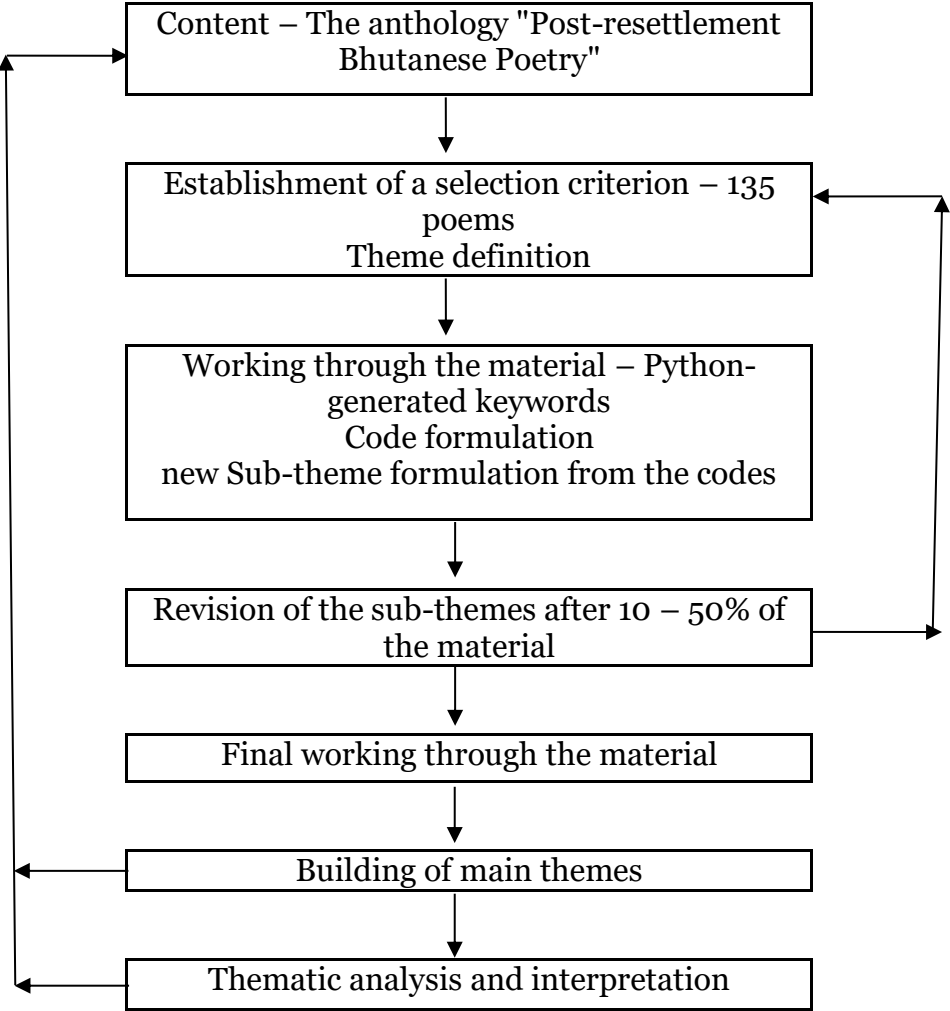 Content – The anthology "Post-resettlement
Bhutanese Poetry"
Establishment of a selection criterion – 135
poems
Theme definition
Working through the material – Python-
generated keywords
Code formulation
new Sub-theme formulation from the codes
Revision of the sub-themes after 10 – 50% of
the material
Final working through the material
Building of main themes
Thematic analysis and interpretation